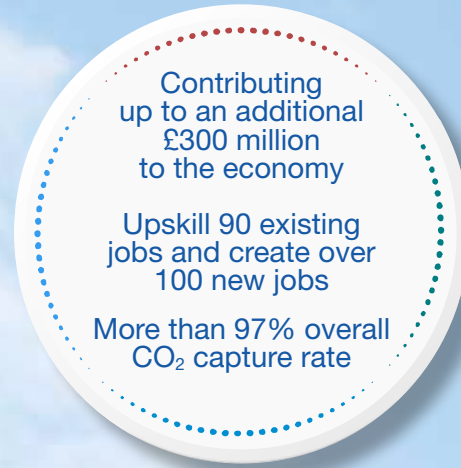 Contributing
up to an additional
£300 million
to the economy
Upskill 90 existing
jobs and create over
100 new jobs
More than 97% overall
CO₂ capture rate